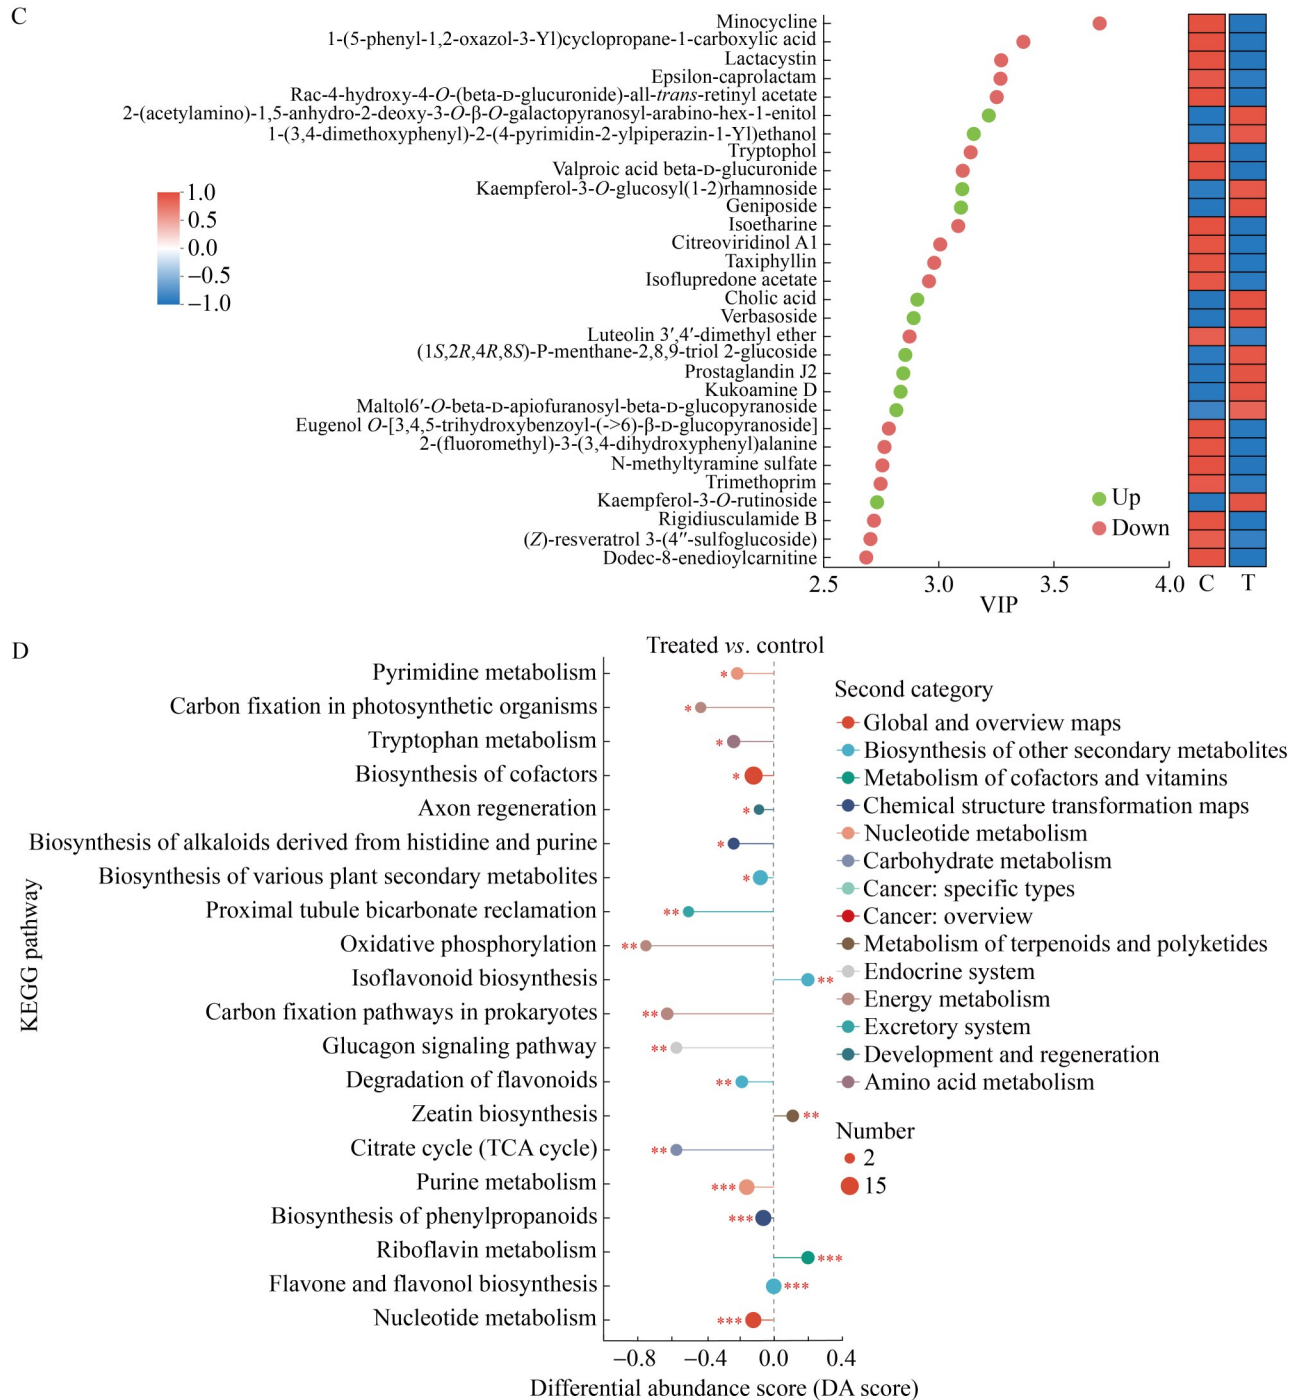 C
Minocycline
1-(5-phenyl-1,2-oxazol-3-Yl)cyclopropane-1-carboxylic acid
Lactacystin
Epsilon-caprolactam
Rac-4-hydroxy-4-O-(beta-D-glucuronide)-all-trans-retinyl acetate
2-(acetylamino)-1,5-anhydro-2-deoxy-3-O-β-O-galactopyranosyl-arabino-hex-1-enitol
1-(3,4-dimethoxyphenyl)-2-(4-pyrimidin-2-ylpiperazin-1-Yl)ethanol
Tryptophol
Valproic acid beta-D-glucuronide
Kaempferol-3-O-glucosyl(1-2)rhamnoside
Geniposide
Isoetharine
Citreoviridinol A1
Taxiphyllin
Isoflupredone acetate
Cholic acid
Verbasoside
Luteolin 3′,4′-dimethyl ether
(1S,2R,4R,8S)-P-menthane-2,8,9-triol 2-glucoside
Prostaglandin J2
Kukoamine D
Maltol6′-O-beta-D-apiofuranosyl-beta-D-glucopyranoside
Eugenol O-[3,4,5-trihydroxybenzoyl-(->6)-β-D-glucopyranoside]
2-(fluoromethyl)-3-(3,4-dihydroxyphenyl)alanine
N-methyltyramine sulfate
Trimethoprim
Kaempferol-3-O-rutinoside
Rigidiusculamide B
(Z)-resveratrol 3-(4″-sulfoglucoside)
Dodec-8-enedioylcarnitine
1.0
0.5
0.0
−0.5
−1.0
Up
Down
2.5 3.0 3.5 4.0
VIP
C T
D
Treated vs. control
KEGG pathway
Pyrimidine metabolism *
Carbon fixation in photosynthetic organisms *
Tryptophan metabolism *
Biosynthesis of cofactors *
Axon regeneration *
Biosynthesis of alkaloids derived from histidine and purine *
Biosynthesis of various plant secondary metabolites *
Proximal tubule bicarbonate reclamation **
Oxidative phosphorylation **
Isoflavonoid biosynthesis **
Carbon fixation pathways in prokaryotes **
Glucagon signaling pathway **
Degradation of flavonoids **
Zeatin biosynthesis **
Citrate cycle (TCA cycle) **
Purine metabolism ***
Biosynthesis of phenylpropanoids ***
Riboflavin metabolism ***
Flavone and flavonol biosynthesis ***
Nucleotide metabolism ***
−0.8 −0.4 0.0 0.4
Differential abundance score (DA score)
Second category
Global and overview maps
Biosynthesis of other secondary metabolites
Metabolism of cofactors and vitamins
Chemical structure transformation maps
Nucleotide metabolism
Carbohydrate metabolism
Cancer: specific types
Cancer: overview
Metabolism of terpenoids and polyketides
Endocrine system
Energy metabolism
Excretory system
Development and regeneration
Amino acid metabolism
Number
2
15